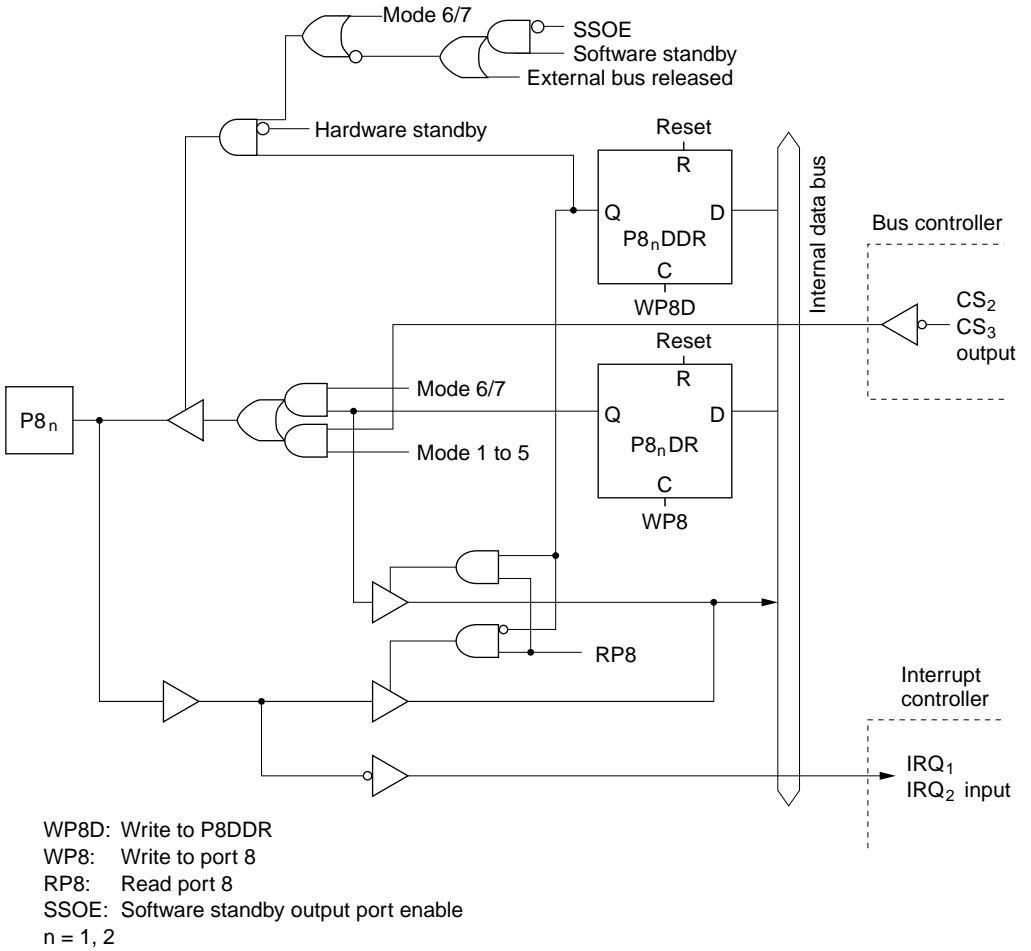 Mode 6/7
SSOE
Software standby
External bus released
Hardware standby
Reset
R
Q D
P8nDDR
C
WP8D
Internal data bus
Bus controller
CS2
CS3
output
Reset
R
Q D
P8nDR
C
WP8
Mode 6/7
P8n
Mode 1 to 5
RP8
Interrupt
controller
IRQ1
IRQ2 input
WP8D: Write to P8DDR
WP8: Write to port 8
RP8: Read port 8
SSOE: Software standby output port enable
n = 1, 2